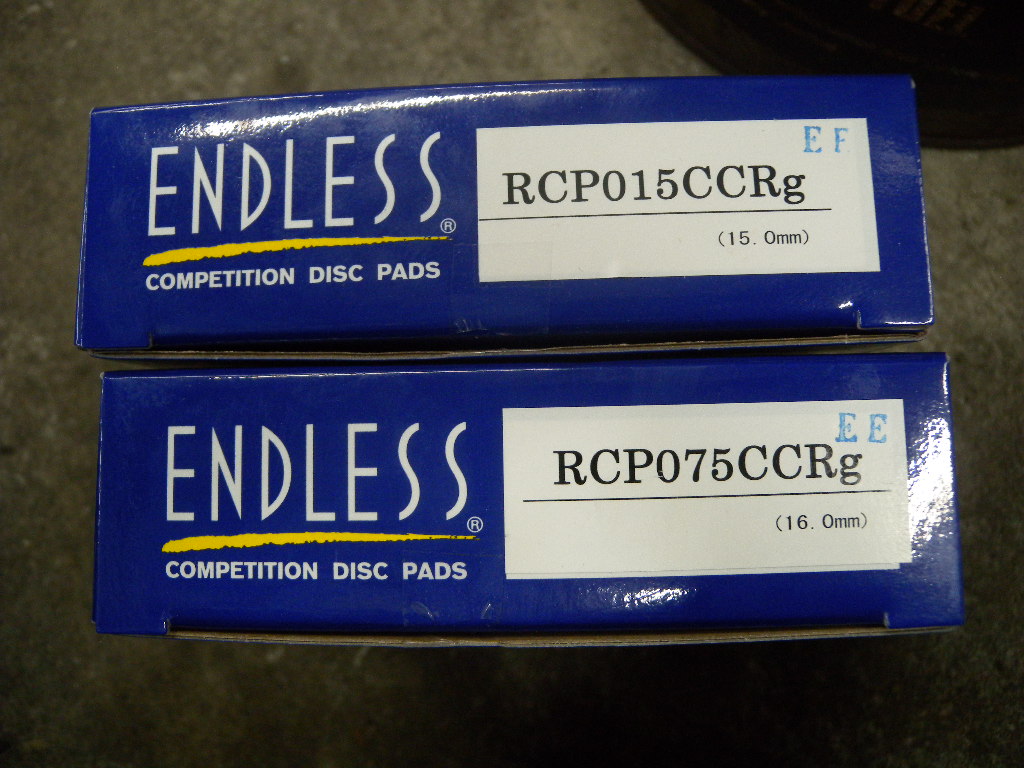 ENDLESS®
COMPETITION DISC PADS
EF
RCP015CCRg
(15.0mm)
ENDLESS®
COMPETITION DISC PADS
EE
RCP075CCRg
(16.0mm)